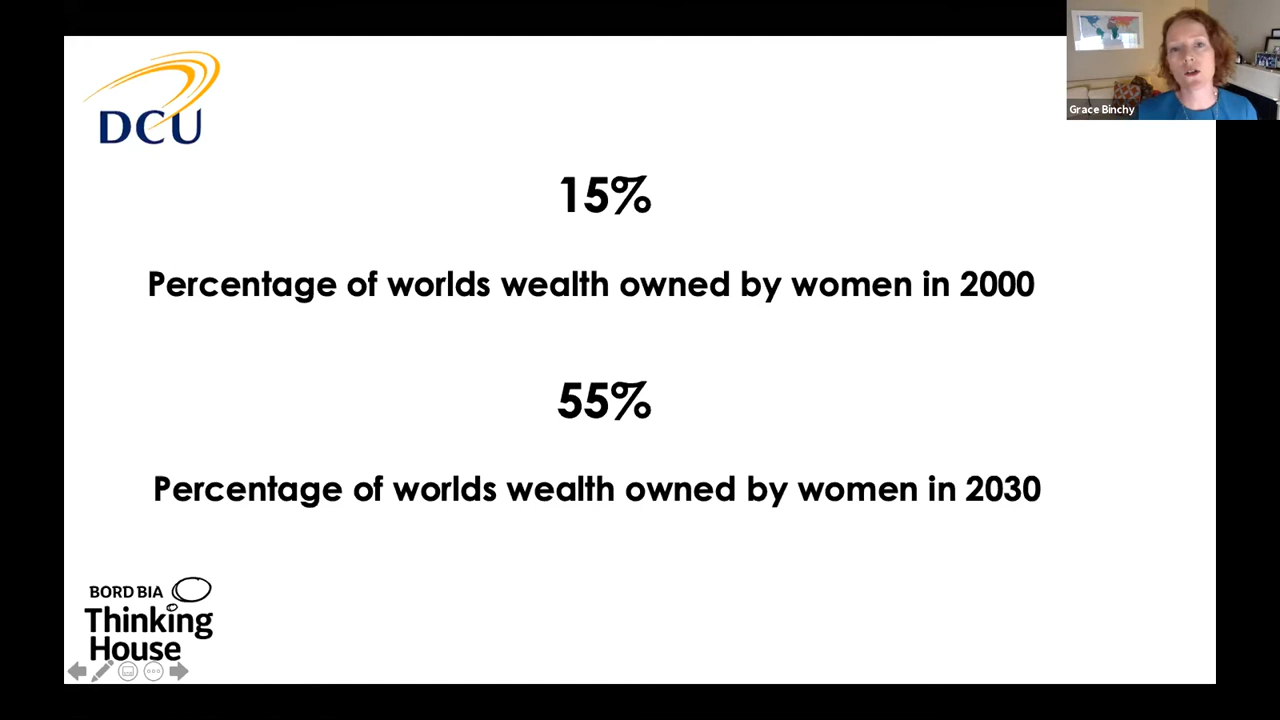 DCU
Grace Binchy
15%
Percentage of worlds wealth owned by women in 2000
55%
Percentage of worlds wealth owned by women in 2030
BORD BIA
Thinking
House